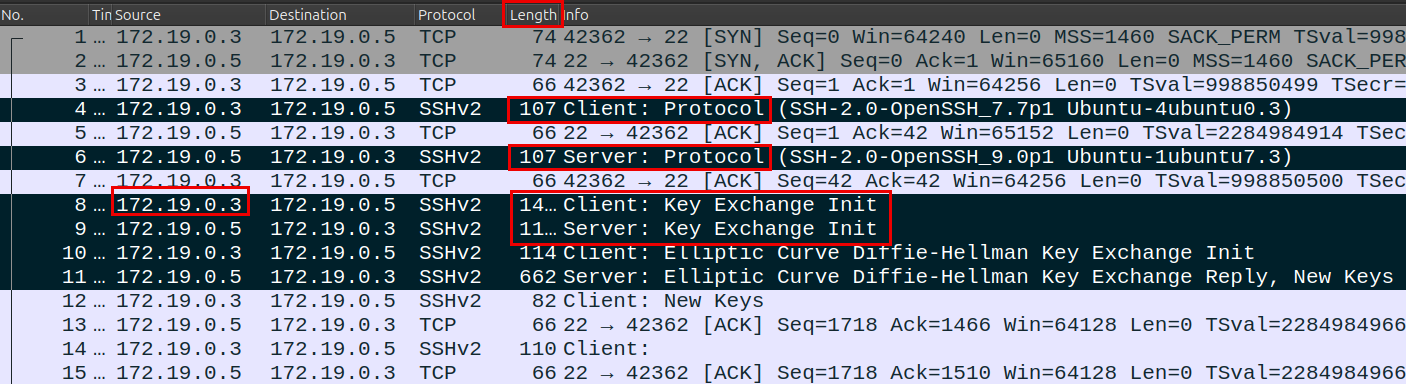 No. Tin Source Destination Protocol Length Info
1 … 172.19.0.3 172.19.0.5 TCP 74 42362 → 22 [SYN] Seq=0 Win=64240 Len=0 MSS=1460 SACK_PERM TSval=998
2 … 172.19.0.5 172.19.0.3 TCP 74 22 → 42362 [SYN, ACK] Seq=0 Ack=1 Win=65160 Len=0 MSS=1460 SACK_PER
3 … 172.19.0.3 172.19.0.5 TCP 66 42362 → 22 [ACK] Seq=1 Ack=1 Win=64256 Len=0 TSval=998850499 TSecr=
4 … 172.19.0.3 172.19.0.5 SSHv2 107 Client: Protocol (SSH-2.0-OpenSSH_7.7p1 Ubuntu-4ubuntu0.3)
5 … 172.19.0.5 172.19.0.3 TCP 66 22 → 42362 [ACK] Seq=1 Ack=42 Win=65152 Len=0 TSval=2284984914 TSec
6 … 172.19.0.5 172.19.0.3 SSHv2 107 Server: Protocol (SSH-2.0-OpenSSH_9.0p1 Ubuntu-1ubuntu7.3)
7 … 172.19.0.3 172.19.0.5 TCP 66 42362 → 22 [ACK] Seq=42 Ack=42 Win=64256 Len=0 TSval=998850500 TSec
8 … 172.19.0.3 172.19.0.5 SSHv2 14… Client: Key Exchange Init
9 … 172.19.0.5 172.19.0.3 SSHv2 11… Server: Key Exchange Init
10 … 172.19.0.3 172.19.0.5 SSHv2 114 Client: Elliptic Curve Diffie-Hellman Key Exchange Init
11 … 172.19.0.5 172.19.0.3 SSHv2 662 Server: Elliptic Curve Diffie-Hellman Key Exchange Reply, New Keys
12 … 172.19.0.3 172.19.0.5 SSHv2 82 Client: New Keys
13 … 172.19.0.5 172.19.0.3 TCP 66 22 → 42362 [ACK] Seq=1718 Ack=1466 Win=64128 Len=0 TSval=2284984966
14 … 172.19.0.3 172.19.0.5 SSHv2 110 Client:
15 … 172.19.0.5 172.19.0.3 TCP 66 22 → 42362 [ACK] Seq=1718 Ack=1510 Win=64128 Len=0 TSval=2284984966